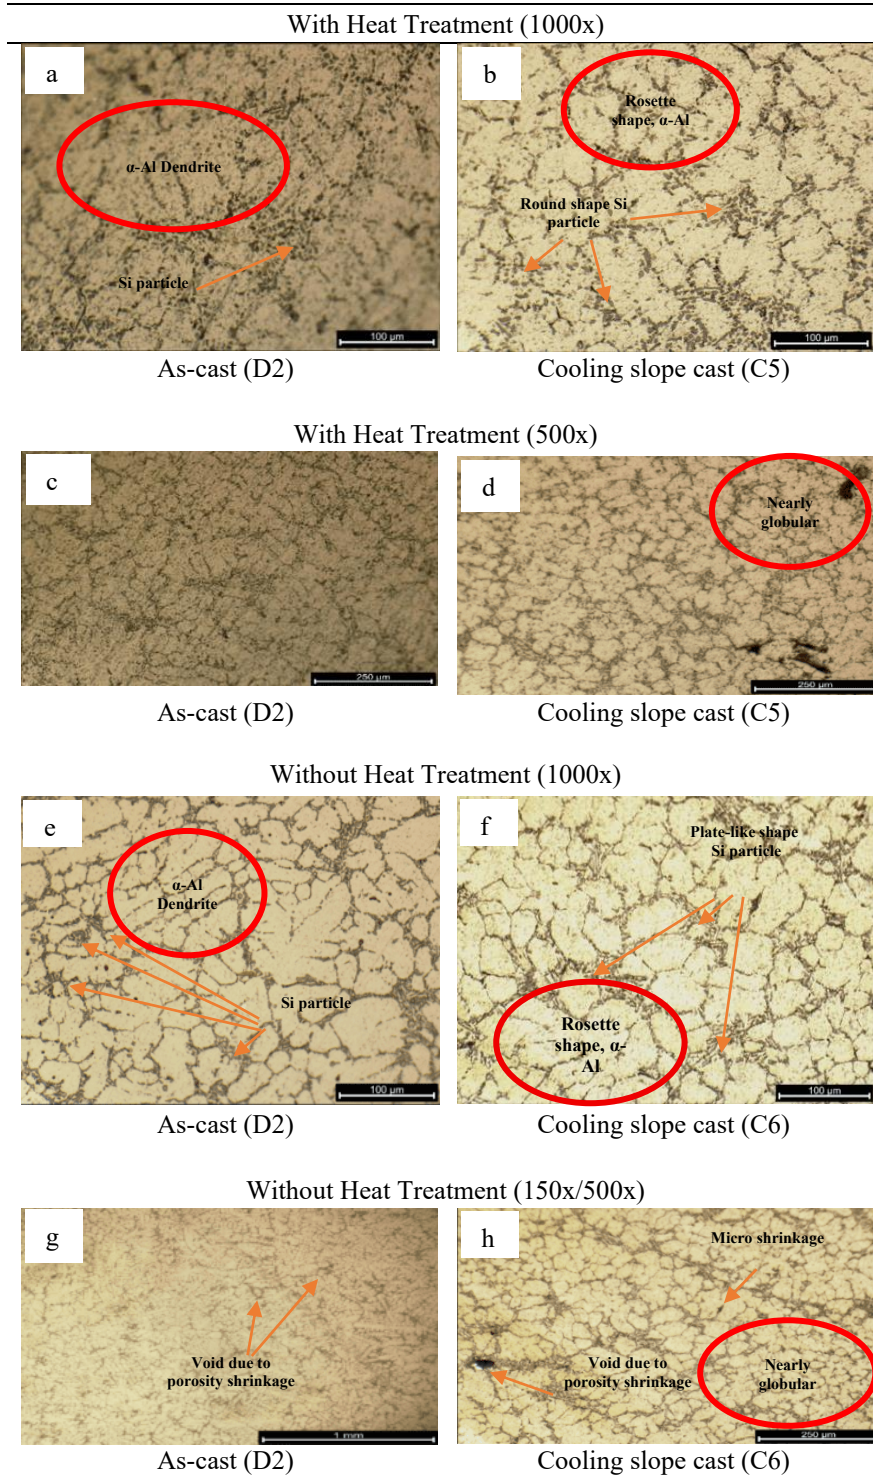 With Heat Treatment (1000x)
a
α-Al Dendrite
Si particle
100 µm
b
Rosette
shape, α-Al
Round shape Si
particle
100 µm
As-cast (D2)
Cooling slope cast (C5)
With Heat Treatment (500x)
c
250 µm
d
Nearly
globular
250 µm
As-cast (D2)
Cooling slope cast (C5)
Without Heat Treatment (1000x)
e
α-Al
Dendrite
Si particle
100 µm
f
Plate-like shape
Si particle
Rosette
shape, α-
Al
100 µm
As-cast (D2)
Cooling slope cast (C6)
Without Heat Treatment (150x/500x)
g
Void due to
porosity shrinkage
1 mm
h
Micro shrinkage
Void due to
porosity shrinkage
Nearly
globular
250 µm
As-cast (D2)
Cooling slope cast (C6)